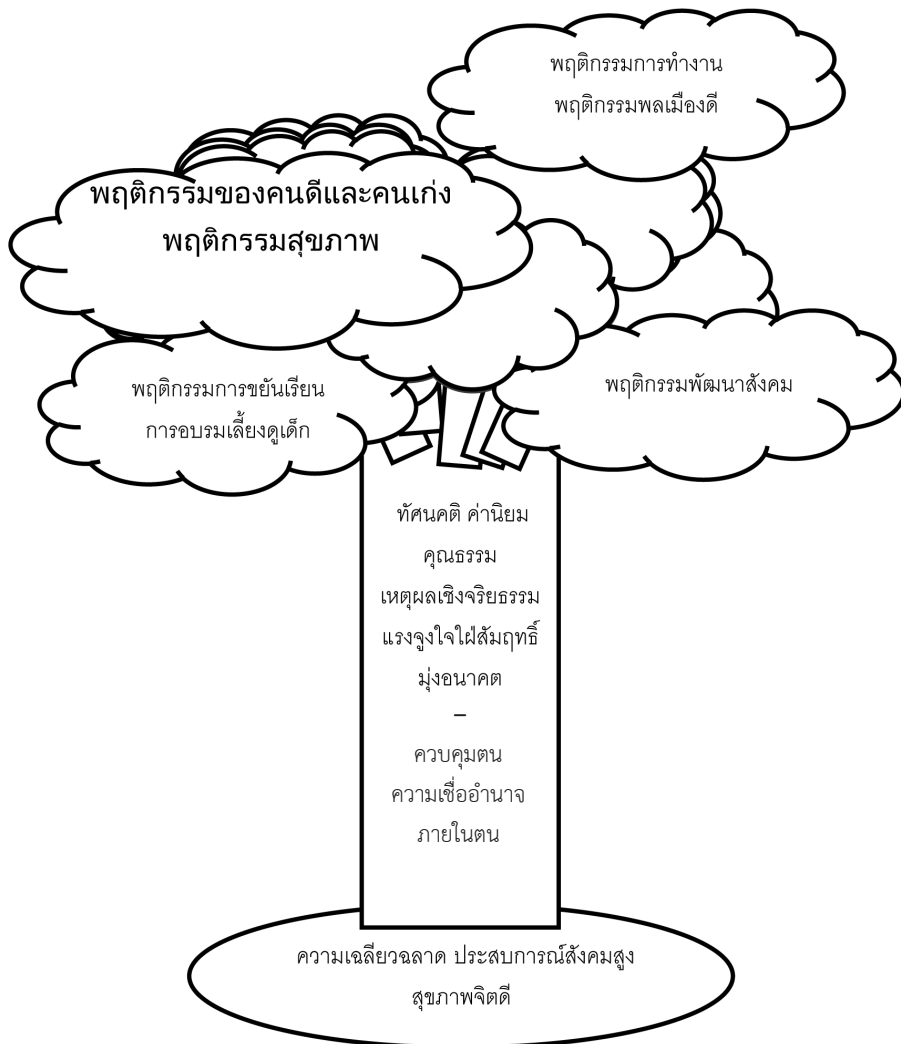 พฤติกรรมการทำงาน
พฤติกรรมพลเมืองดี
พฤติกรรมของคนดีและคนเก่ง
พฤติกรรมสุขภาพ
พฤติกรรมการขยันเรียน
การอบรมเลี้ยงดูเด็ก
พฤติกรรมพัฒนาสังคม
ทัศนคติ ค่านิยม
คุณธรรม
เหตุผลเชิงจริยธรรม
แรงจูงใจใฝ่สัมฤทธิ์
มุ่งอนาคต
–
ควบคุมตน
ความเชื่ออำนาจ
ภายในตน
ความเฉลียวฉลาด ประสบการณ์สังคมสูง
สุขภาพจิตดี